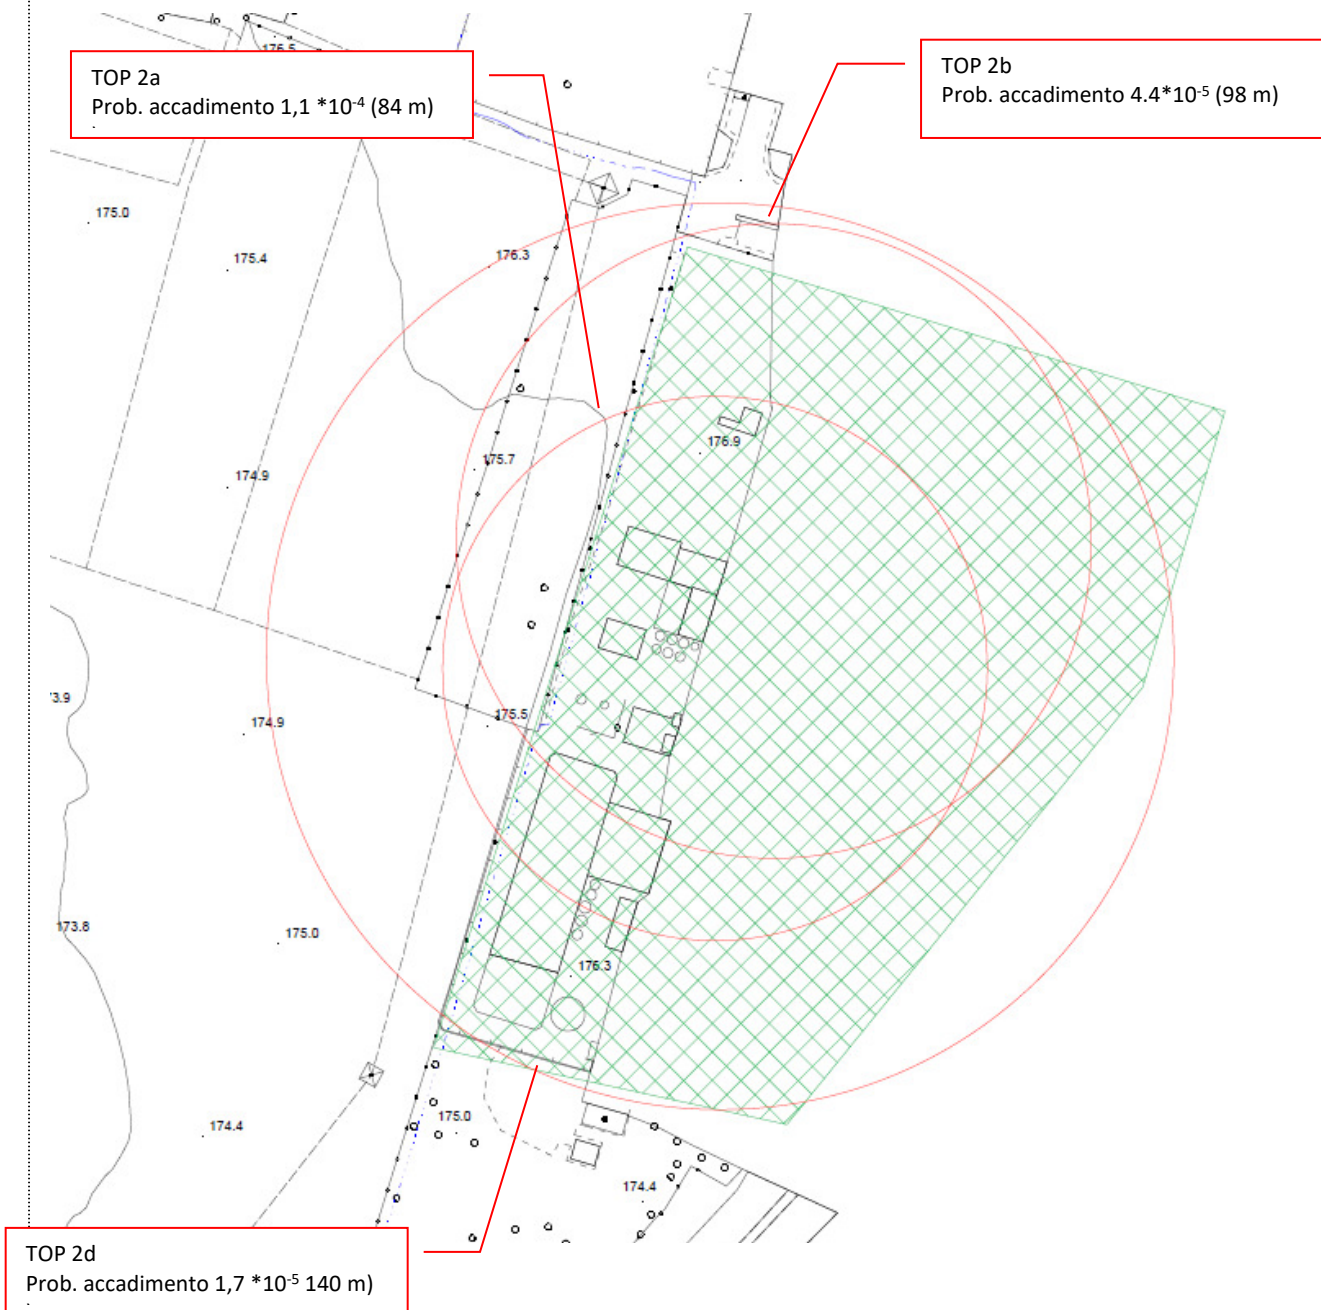 176.5
TOP 2a
Prob. accadimento 1,1 *10⁻⁴ (84 m)
TOP 2b
Prob. accadimento 4.4*10⁻⁵ (98 m)
175.0
175.4
176.3
176.9
175.7
174.9
175.5
174.9
173.8
175.0
176.3
175.0
174.4
174.4
TOP 2d
Prob. accadimento 1,7 *10⁻⁵ 140 m)